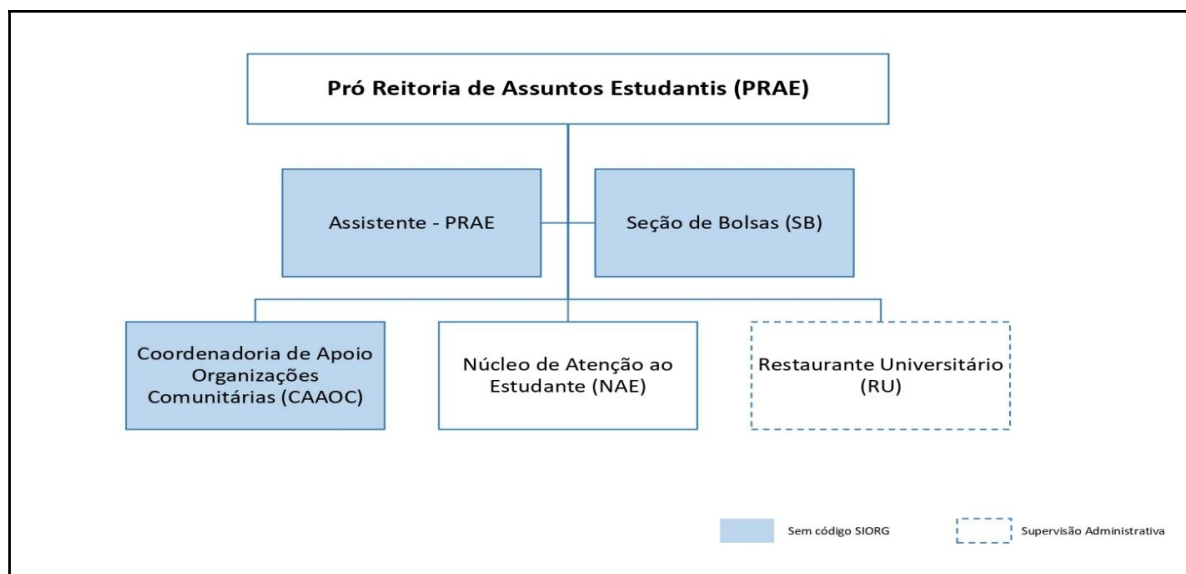 Pró Reitoria de Assuntos Estudantis (PRAE)
Assistente - PRAE
Seção de Bolsas (SB)
Coordenadoria de Apoio
Organizações
Comunitárias (CAAOC)
Núcleo de Atenção ao
Estudante (NAE)
Restaurante Universitário
(RU)
Sem código SIORG
Supervisão Administrativa